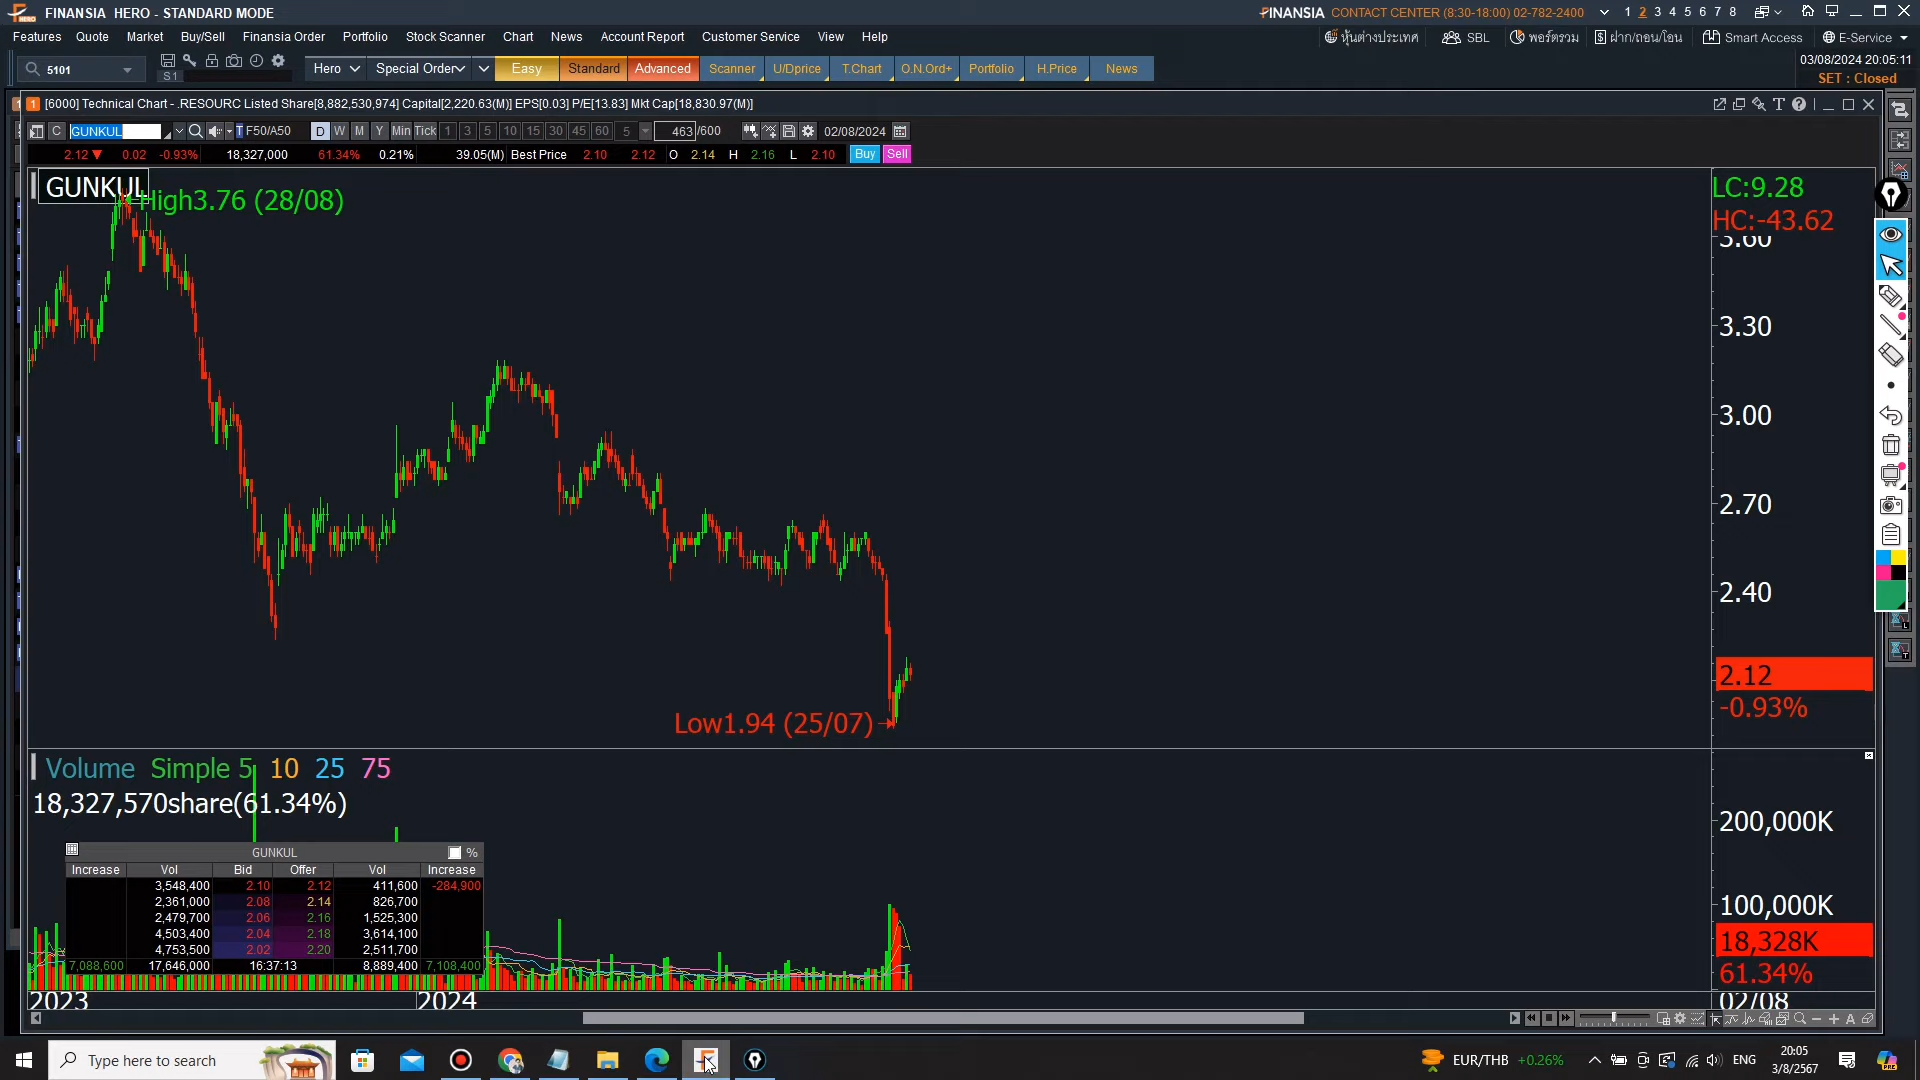 FINANSIA HERO - STANDARD MODE
FINANSIA CONTACT CENTER (8:30-18:00) 02-782-2400 1 2 3 4 5 6 7 8
Features Quote Market Buy/Sell Finansia Order Portfolio Stock Scanner Chart News Account Report Customer Service View Help
หุ้นต่างประเทศ SBL พอร์ตรวม ฝาก/ถอน/โอน Smart Access E-Service
5101 S1 Hero Special Order Easy Standard Advanced Scanner U/Dprice T.Chart O.N.Ord+ Portfolio H.Price News
03/08/2024 20:05:11
SET : Closed
1 [6000] Technical Chart - .RESOURC Listed Share[8,882,530,974] Capital[2,220.63(M)] EPS[0.03] P/E[13.83] Mkt Cap[18,830.97(M)]
C GUNKUL T F50/A50 D W M Y Min Tick 1 3 5 10 15 30 45 60 5 463 /600 02/08/2024
2.12 ▼ 0.02 -0.93% 18,327,000 61.34% 0.21% 39.05(M) Best Price 2.10 2.12 O 2.14 H 2.16 L 2.10 Buy Sell
GUNKUL
High3.76 (28/08)
LC:9.28
HC:-43.62
3.60
3.30
3.00
2.70
2.40
2.12
-0.93%
Low1.94 (25/07)
Volume Simple 5 10 25 75
18,327,570share(61.34%)
200,000K
100,000K
18,328K
61.34%
GUNKUL %
Increase Vol Bid Offer Vol Increase
3,548,400 2.10 2.12 411,600 -284,900
2,361,000 2.08 2.14 826,700
2,479,700 2.06 2.16 1,525,300
4,503,400 2.04 2.18 3,614,100
4,753,500 2.02 2.20 2,511,700
7,088,600 17,646,000 16:37:13 8,889,400 7,108,400
2023 2024 02/08
Type here to search
EUR/THB +0.26%
ENG
20:05
3/8/2567